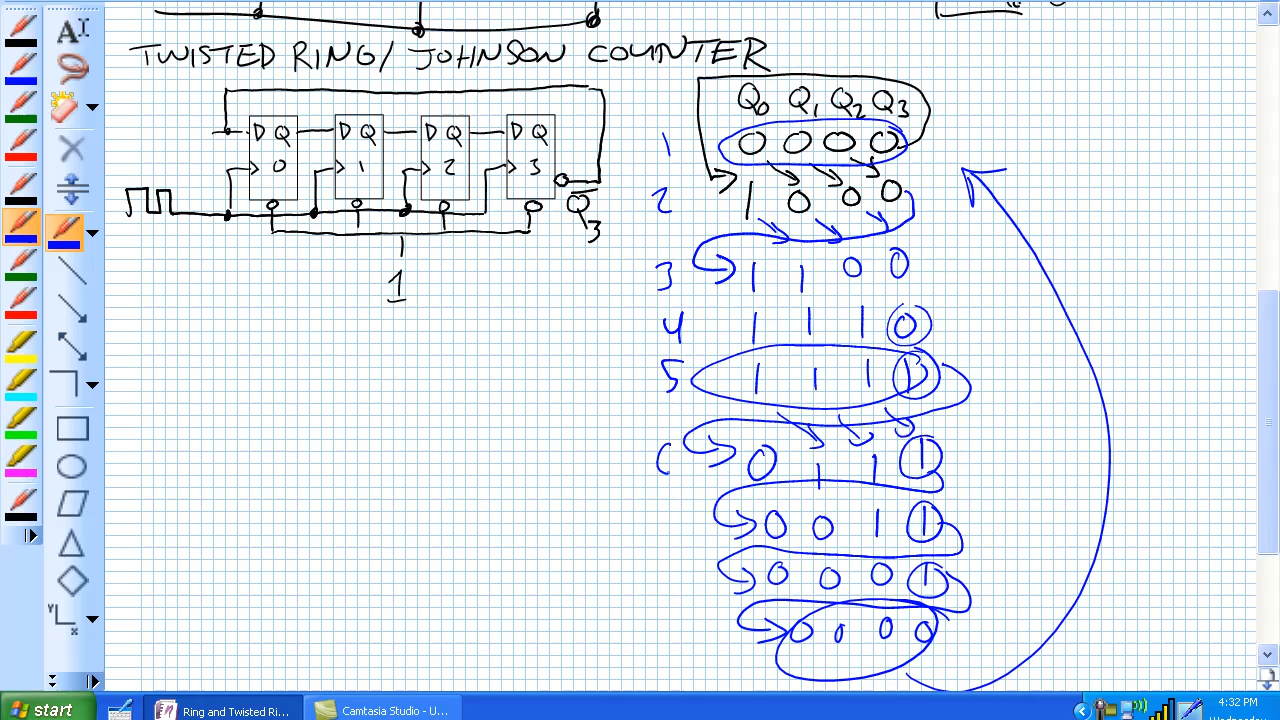 TWISTED RING/JOHNSON COUNTER
D Q D Q D Q D Q
0 1 2 3
Q̅3
1
Q0 Q1 Q2 Q3
1 0 0 0 0
2 1 0 0 0
3 1 1 0 0
4 1 1 1 0
5 1 1 1 1
6 0 1 1 1
0 0 1 1
0 0 0 1
0 0 0 0
start
Ring and Twisted Ri...
Camtasia Studio - U...
4:32 PM